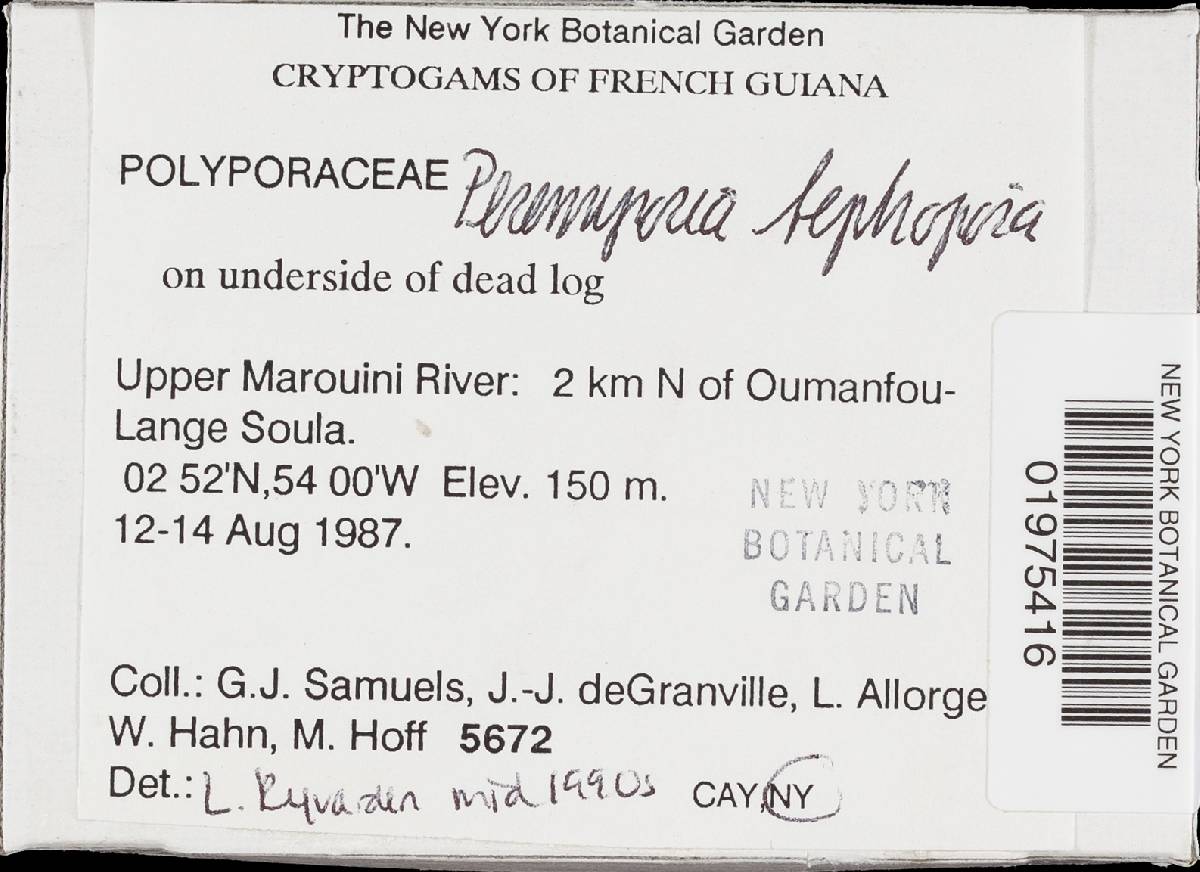 The New York Botanical Garden
CRYPTOGAMS OF FRENCH GUIANA
POLYPORACEAE Perenniporia tephropora
on underside of dead log
Upper Marouini River: 2 km N of Oumanfou-
Lange Soula.
02 52'N,54 00'W Elev. 150 m.
12-14 Aug 1987.
NEW YORK
BOTANICAL
GARDEN
Coll.: G.J. Samuels, J.-J. deGranville, L. Allorge
W. Hahn, M. Hoff 5672
Det.: L. Ryvarden mid 1990s CAY,NY
01975416
NEW YORK BOTANICAL GARDEN